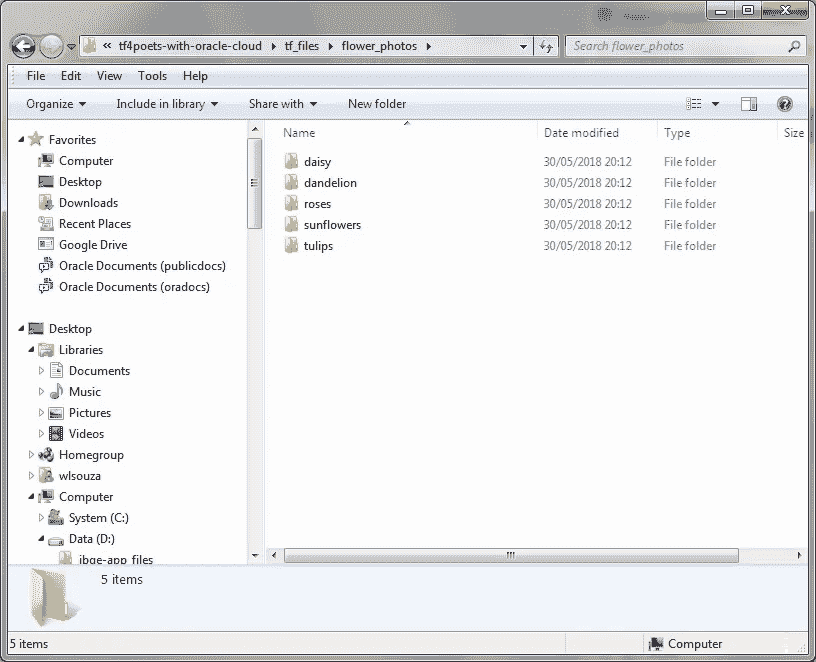 « tf4poets-with-oracle-cloud ▸ tf_files ▸ flower_photos ▸
Search flower_photos
File Edit View Tools Help
Organize Include in library Share with New folder
Favorites
Computer
Desktop
Downloads
Recent Places
Google Drive
Oracle Documents (publicdocs)
Oracle Documents (oradocs)
Desktop
Libraries
Documents
Music
Pictures
Videos
Homegroup
wlsouza
Computer
System (C:)
Data (D:)
ibge-app_files
Name Date modified Type Size
daisy 30/05/2018 20:12 File folder
dandelion 30/05/2018 20:12 File folder
roses 30/05/2018 20:12 File folder
sunflowers 30/05/2018 20:12 File folder
tulips 30/05/2018 20:12 File folder
5 items
5 items Computer